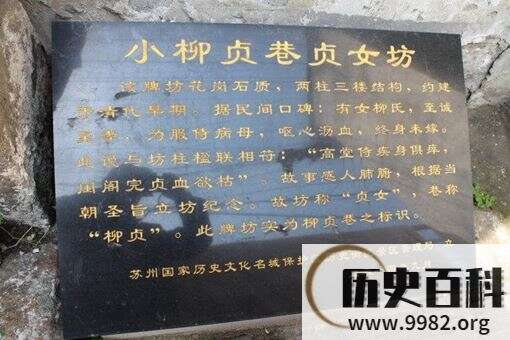 小柳贞巷贞女坊
该牌坊花岗石质，两柱三楼结构，约建
于清代早期。据民间口碑：有女柳氏，至诚
至孝，为服侍病母，呕心沥血，终身未嫁。
此说与坊柱楹联相符："高堂侍疾身俱瘁，
闺阁完贞血欲枯"。故事感人肺腑，根据当
朝圣旨立坊纪念。故坊称"贞女"，巷称
"柳贞"。此牌坊实为柳贞巷之标识。
苏州国家历史文化名城保护
历史百科
www.9982.org